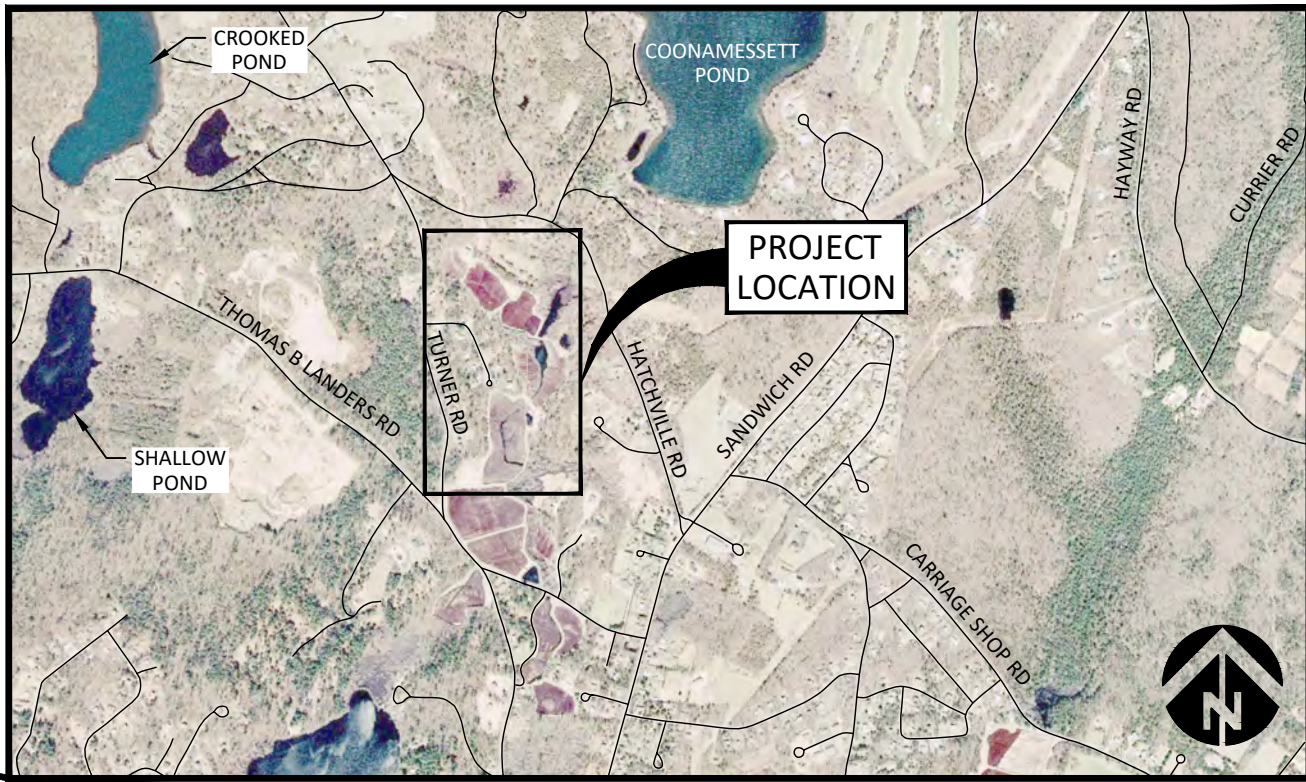 CROOKED
POND
COONAMESSETT
POND
HAYWAY RD
CURRIER RD
PROJECT
LOCATION
THOMAS B LANDERS RD
TURNER RD
HATCHVILLE RD
SANDWICH RD
SHALLOW
POND
CARRIAGE SHOP RD
N